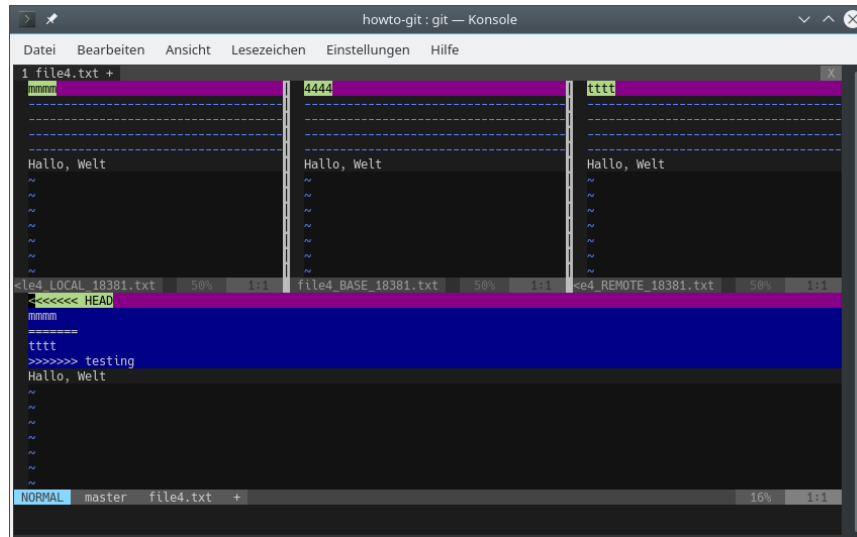 howto-git : git — Konsole
Datei Bearbeiten Ansicht Lesezeichen Einstellungen Hilfe
1 file4.txt + X
mmmm 4444 tttt
Hallo, Welt Hallo, Welt Hallo, Welt
~ ~ ~
~ ~ ~
~ ~ ~
~ ~ ~
~ ~ ~
~ ~ ~
~ ~ ~
<le4_LOCAL_18381.txt 50% 1:1 file4_BASE_18381.txt 50% 1:1 <e4_REMOTE_18381.txt 50% 1:1
<<<<<<< HEAD
mmmm
=======
tttt
>>>>>>> testing
Hallo, Welt
~
~
~
~
~
~
~
NORMAL master file4.txt + 16% 1:1